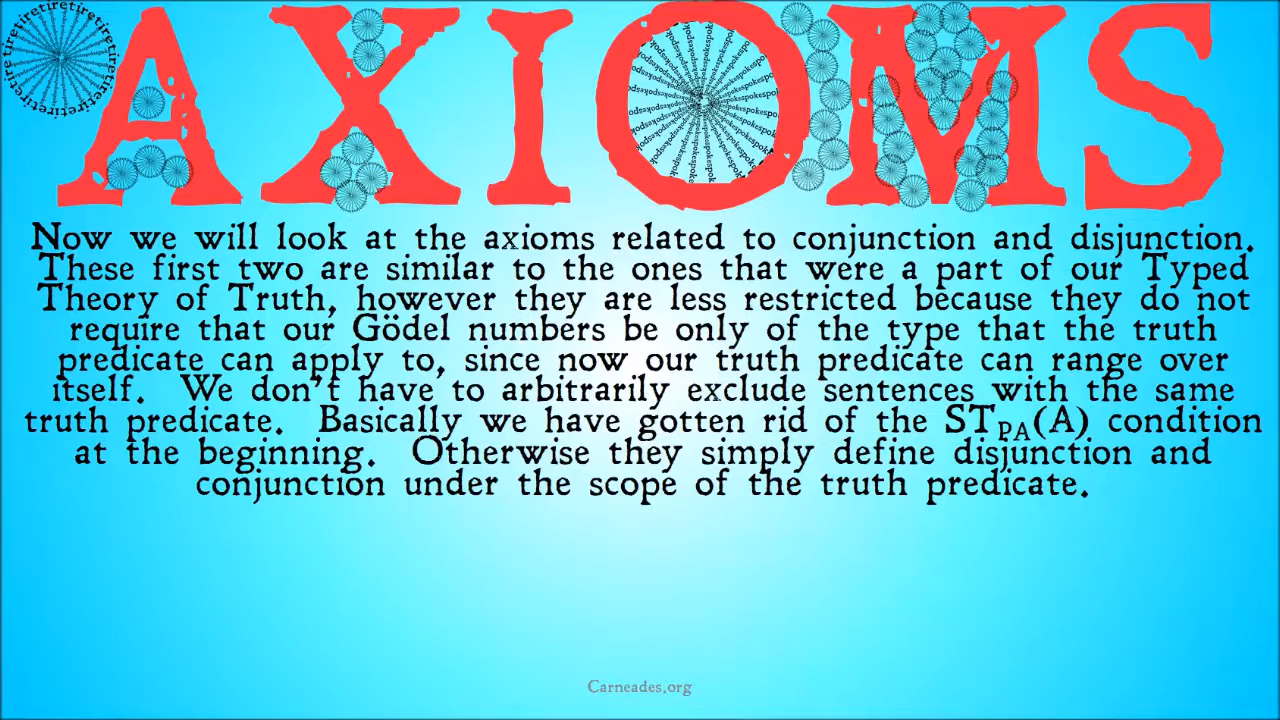 AXIOMS
tiretiretiretiretiretiretiretiretiretiretiretire
spokespokespokespokespoke
Now we will look at the axioms related to conjunction and disjunction.
These first two are similar to the ones that were a part of our Typed
Theory of Truth, however they are less restricted because they do not
require that our Gödel numbers be only of the type that the truth
predicate can apply to, since now our truth predicate can range over
itself. We don't have to arbitrarily exclude sentences with the same
truth predicate. Basically we have gotten rid of the ST_PA(A) condition
at the beginning. Otherwise they simply define disjunction and
conjunction under the scope of the truth predicate.
Carneades.org